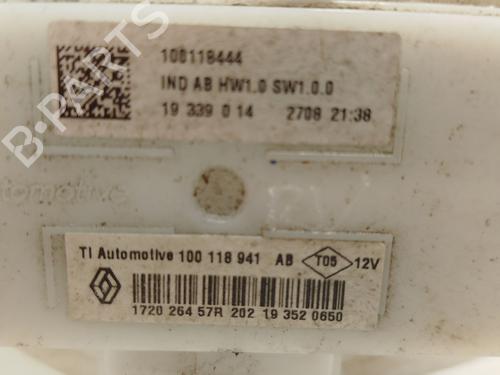 100118444
IND AB HW1.0 SW1.0.0
19 339 0 14 2708 21:38
B-PARTS
tomotive
TI Automotive 100 118 941 AB T05 12V
1720 264 57R 202 19 352 0650